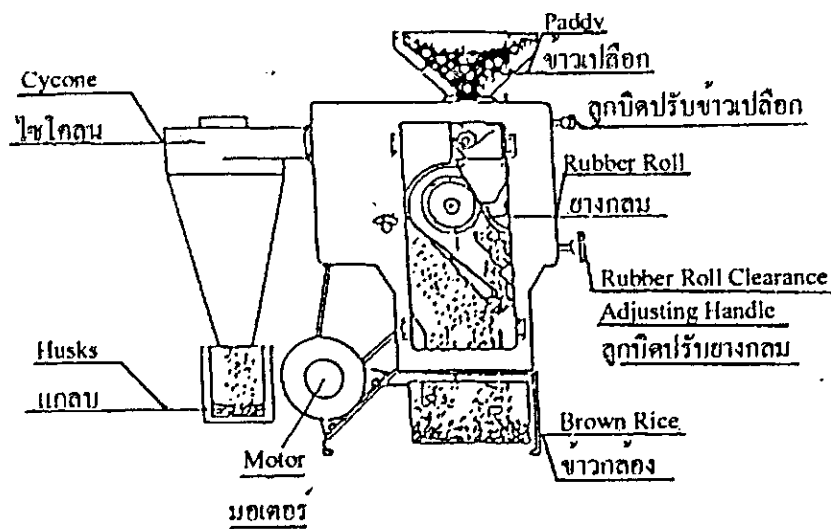 Paddy
ข้าวเปลือก
Cycone
ไซโคลน
ลูกบิดปรับข้าวเปลือก
Rubber Roll
ยางกลม
Rubber Roll Clearance
Adjusting Handle
ลูกบิดปรับยางกลม
Husks
แกลบ
Brown Rice
ข้าวกล้อง
Motor
มอเตอร์